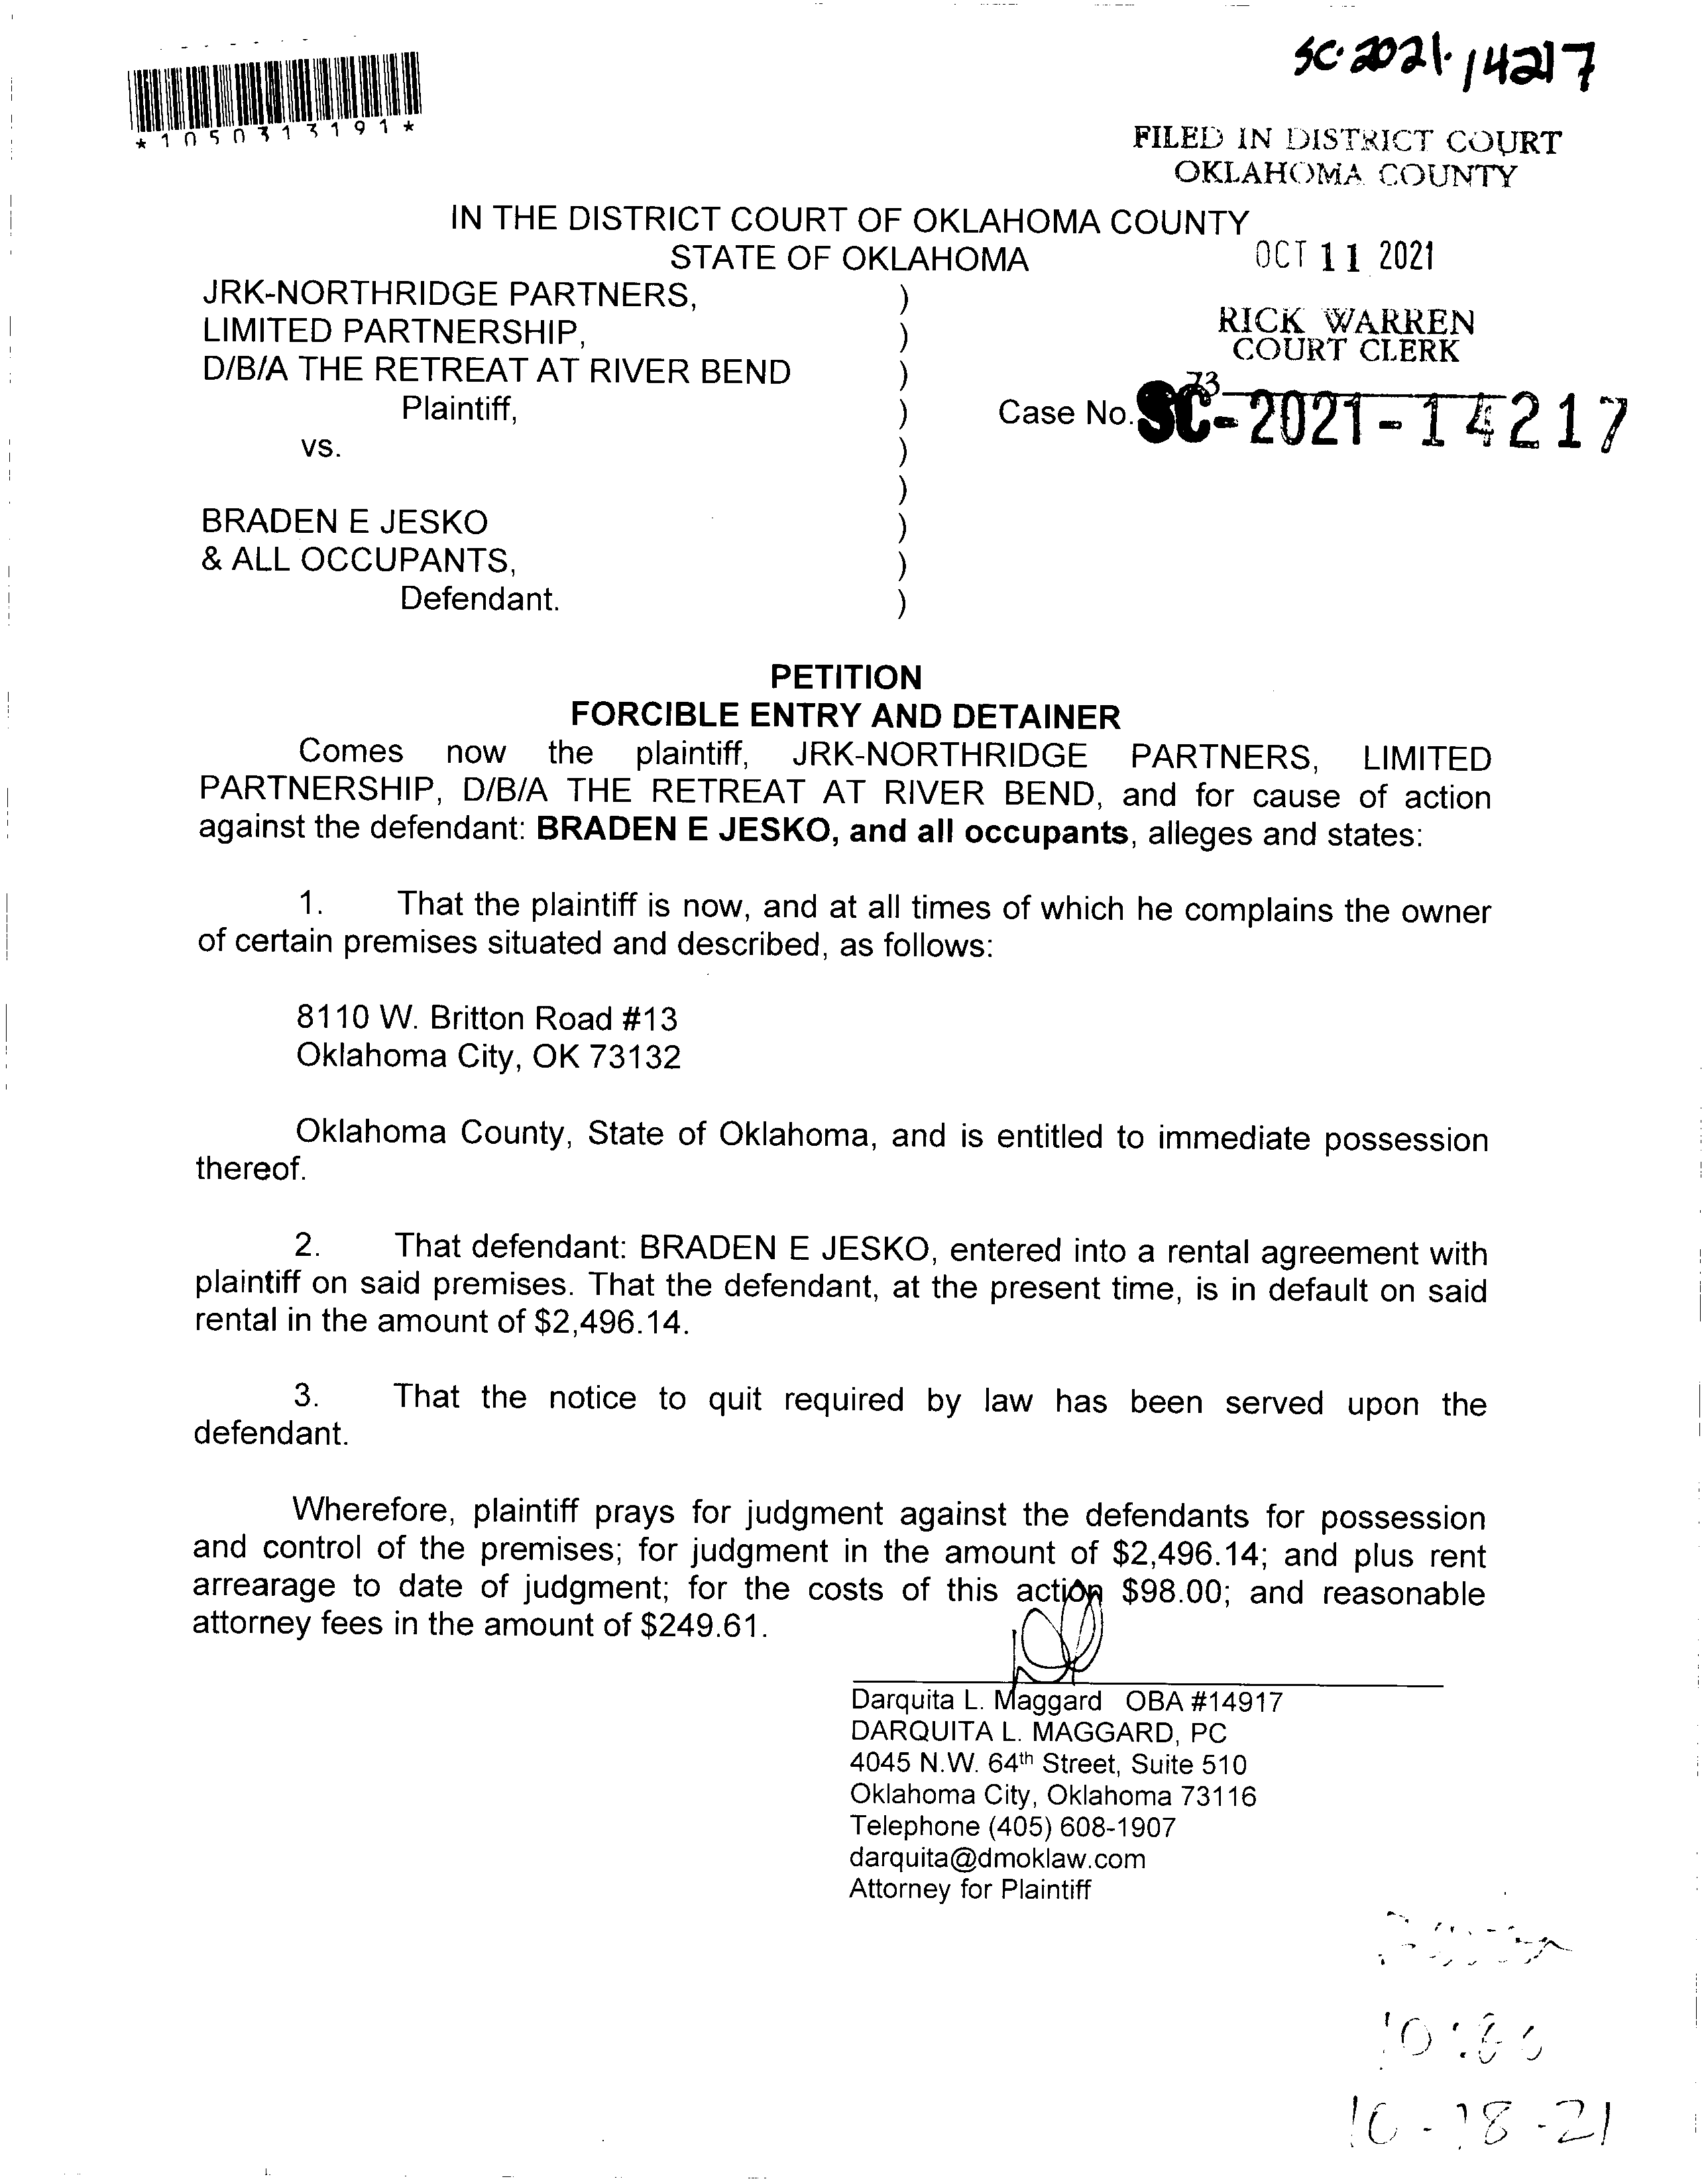 SC-2021-14217
*1050313191*
FILED IN DISTRICT COURT
OKLAHOMA COUNTY
IN THE DISTRICT COURT OF OKLAHOMA COUNTY
STATE OF OKLAHOMA
OCT 11 2021
JRK-NORTHRIDGE PARTNERS, )
LIMITED PARTNERSHIP, )
RICK WARREN
COURT CLERK
D/B/A THE RETREAT AT RIVER BEND )
73
Plaintiff, ) Case No. SC-2021-14217
vs. )
)
BRADEN E JESKO )
& ALL OCCUPANTS, )
Defendant. )
PETITION
FORCIBLE ENTRY AND DETAINER
Comes now the plaintiff, JRK-NORTHRIDGE PARTNERS, LIMITED
PARTNERSHIP, D/B/A THE RETREAT AT RIVER BEND, and for cause of action
against the defendant: BRADEN E JESKO, and all occupants, alleges and states:
1. That the plaintiff is now, and at all times of which he complains the owner
of certain premises situated and described, as follows:
8110 W. Britton Road #13
Oklahoma City, OK 73132
Oklahoma County, State of Oklahoma, and is entitled to immediate possession
thereof.
2. That defendant: BRADEN E JESKO, entered into a rental agreement with
plaintiff on said premises. That the defendant, at the present time, is in default on said
rental in the amount of $2,496.14.
3. That the notice to quit required by law has been served upon the
defendant.
Wherefore, plaintiff prays for judgment against the defendants for possession
and control of the premises; for judgment in the amount of $2,496.14; and plus rent
arrearage to date of judgment; for the costs of this action $98.00; and reasonable
attorney fees in the amount of $249.61.
Darquita L. Maggard OBA #14917
DARQUITA L. MAGGARD, PC
4045 N.W. 64th Street, Suite 510
Oklahoma City, Oklahoma 73116
Telephone (405) 608-1907
darquita@dmoklaw.com
Attorney for Plaintiff
10-18-21